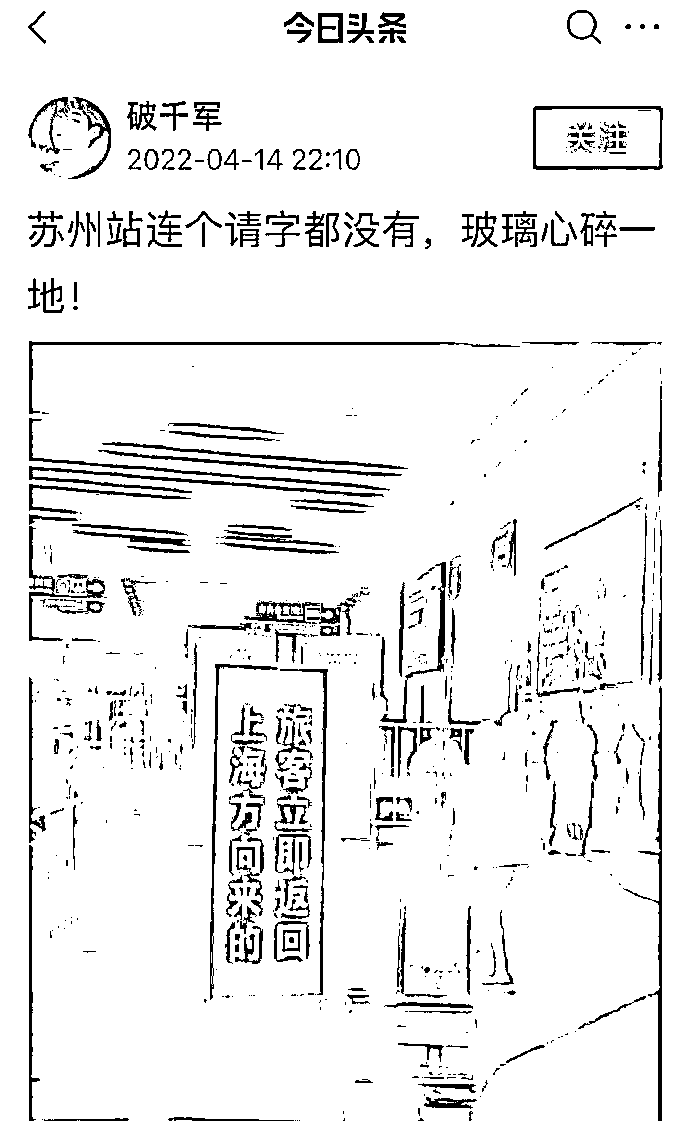 今日头条
破千军
2022-04-14 22:10
关注
苏州站连个请字都没有，玻璃心碎一
地！
旅客立即返回
上海方向来的